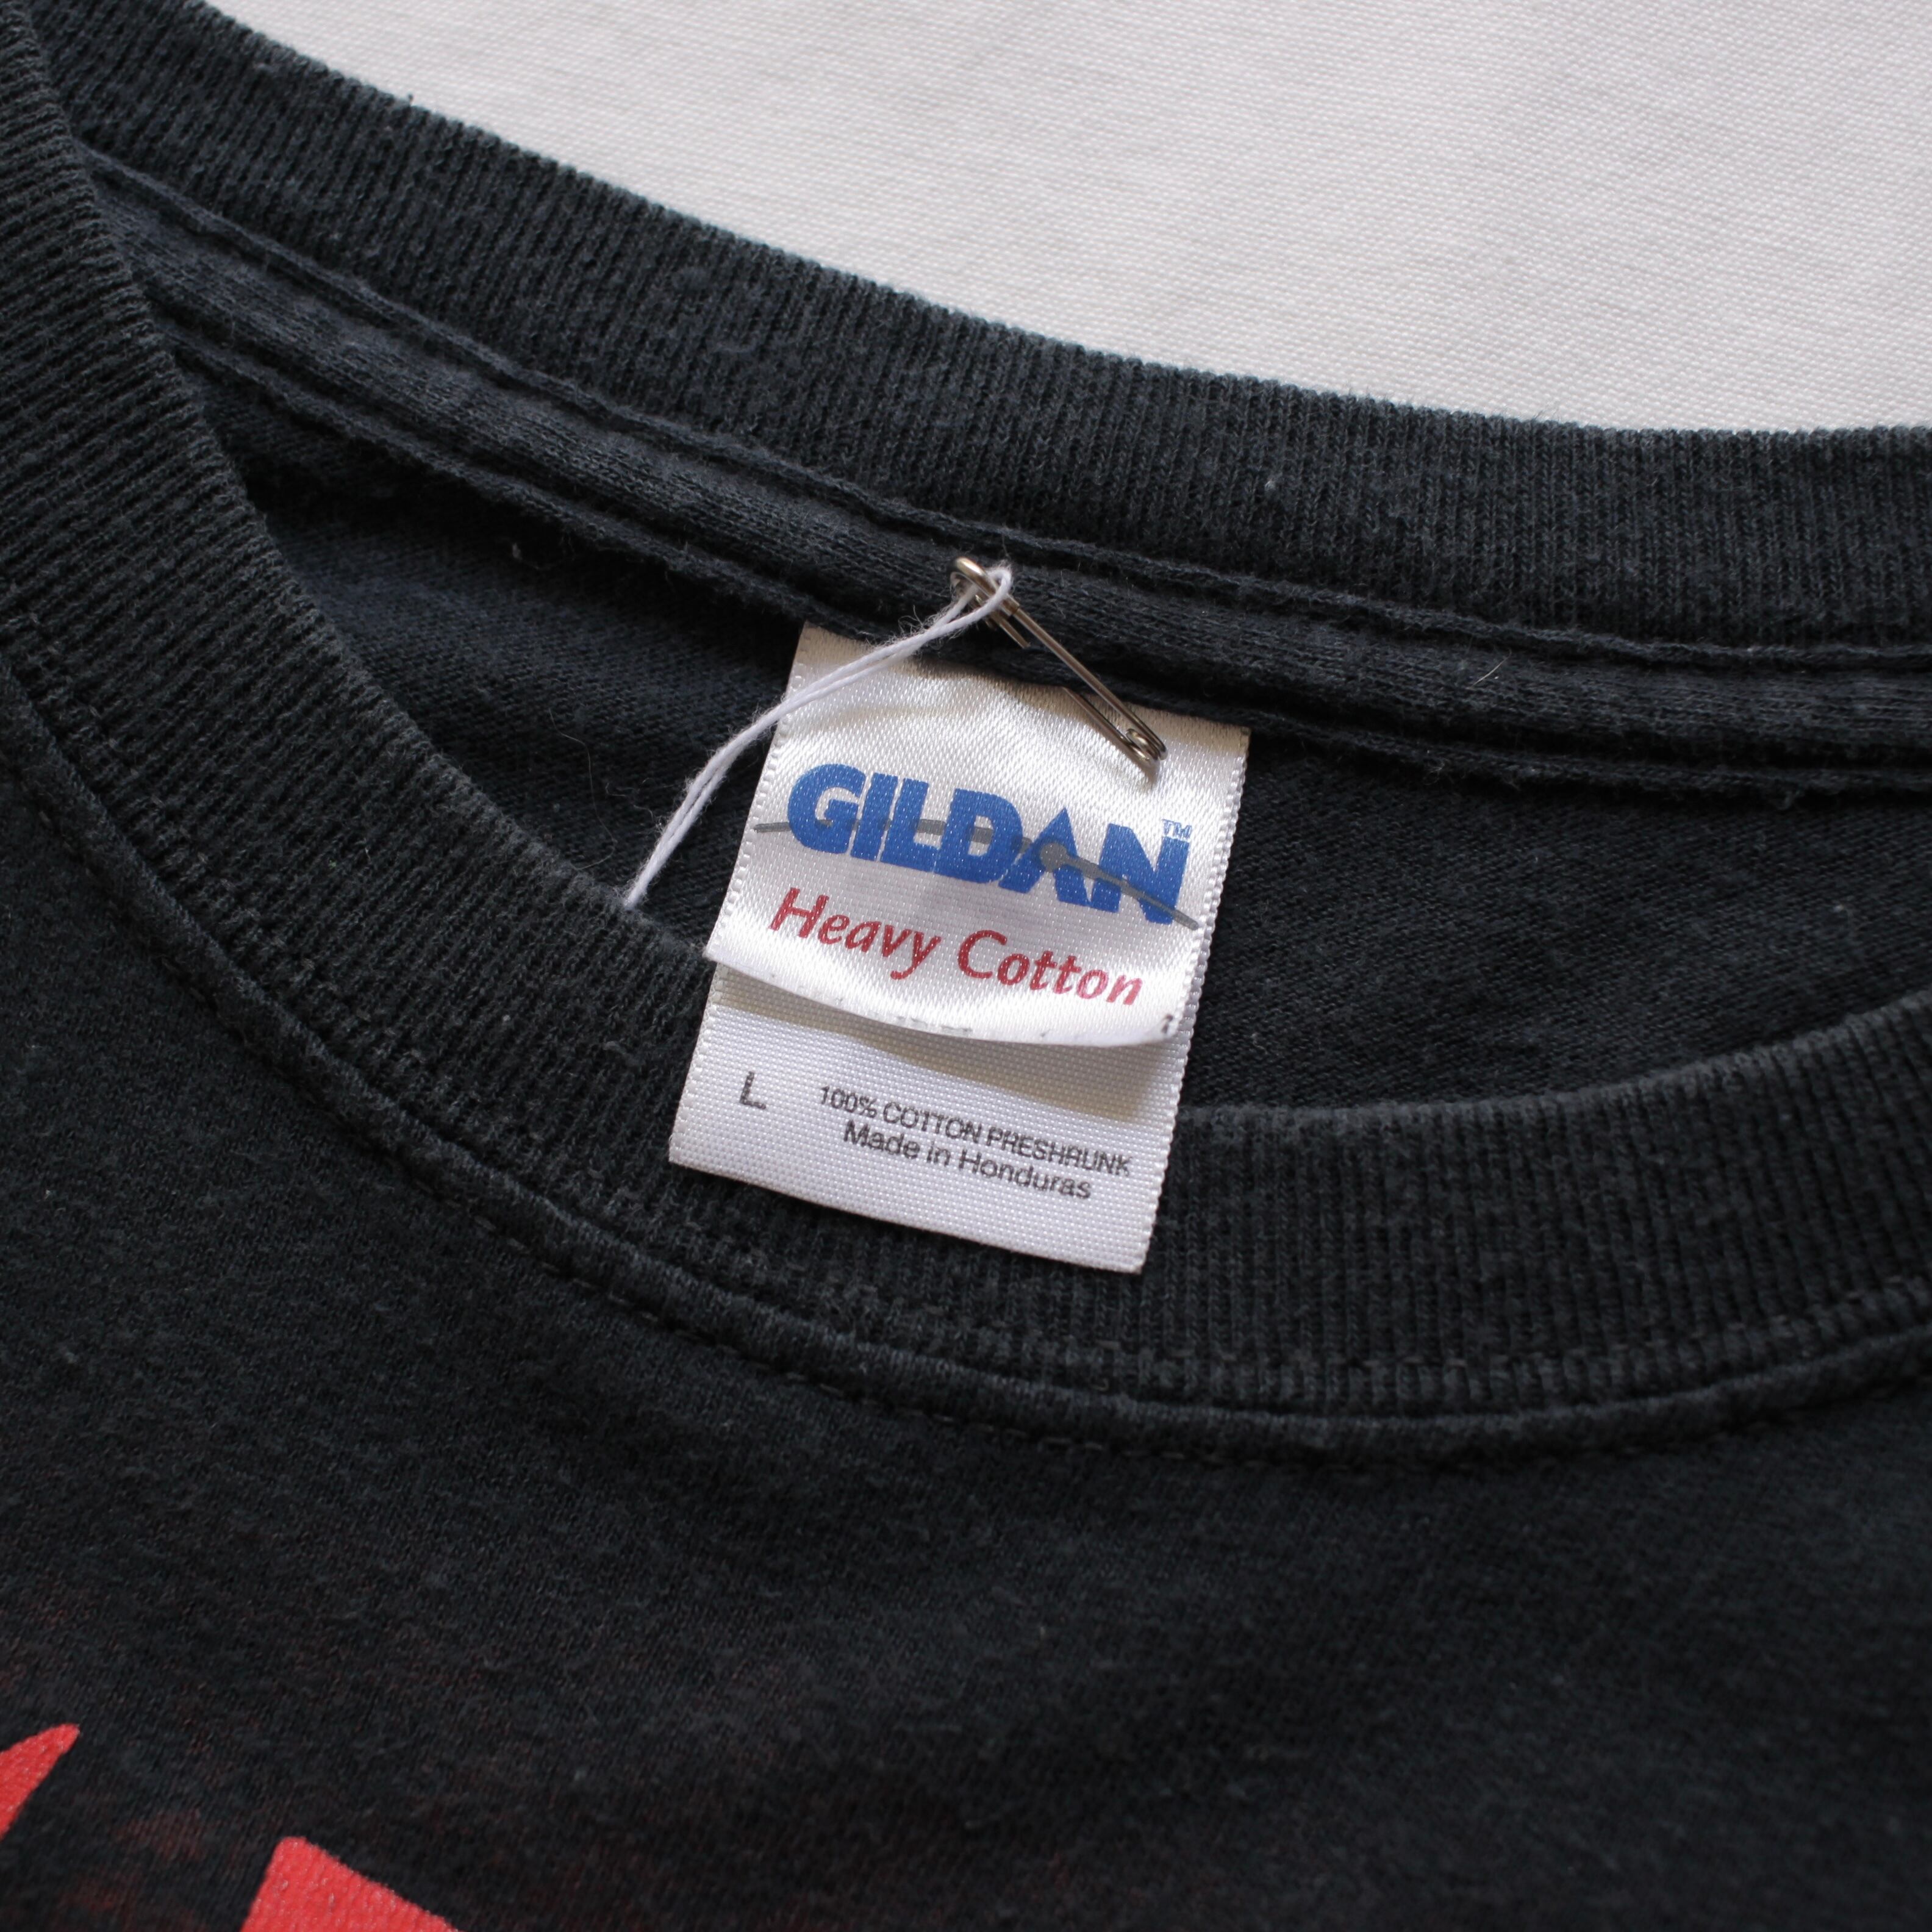 GILDAN™
Heavy Cotton
L
100% COTTON PRESHRUNK
Made in Honduras